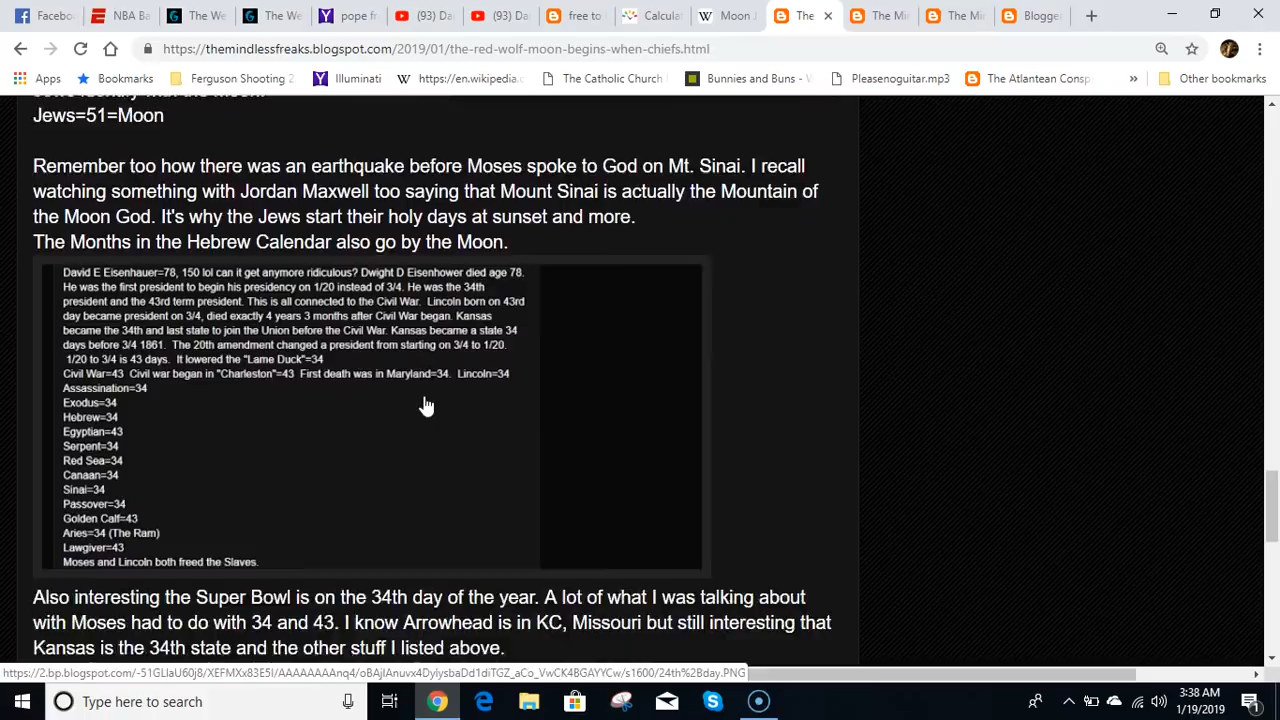 Facebo
NBA Ba
The We
The We
pope fr
(93) Da
(93) Da
free to
Calcula
Moon J
The
The Mi
The Mi
Blogge
https://themindlessfreaks.blogspot.com/2019/01/the-red-wolf-moon-begins-when-chiefs.html
Apps
Bookmarks
Ferguson Shooting 2
Illuminati
https://en.wikipedia.c
The Catholic Church
Bunnies and Buns - W
Pleasenoguitar.mp3
The Atlantean Consp
»
Other bookmarks
Jews=51=Moon
Remember too how there was an earthquake before Moses spoke to God on Mt. Sinai. I recall
watching something with Jordan Maxwell too saying that Mount Sinai is actually the Mountain of
the Moon God. It's why the Jews start their holy days at sunset and more.
The Months in the Hebrew Calendar also go by the Moon.
David E Eisenhauer=78, 150 lol can it get anymore ridiculous? Dwight D Eisenhower died age 78.
He was the first president to begin his presidency on 1/20 instead of 3/4. He was the 34th
president and the 43rd term president. This is all connected to the Civil War. Lincoln born on 43rd
day became president on 3/4, died exactly 4 years 3 months after Civil War began. Kansas
became the 34th and last state to join the Union before the Civil War. Kansas became a state 34
days before 3/4 1861. The 20th amendment changed a president from starting on 3/4 to 1/20.
1/20 to 3/4 is 43 days. It lowered the "Lame Duck"=34
Civil War=43 Civil war began in "Charleston"=43 First death was in Maryland=34. Lincoln=34
Assassination=34
Exodus=34
Hebrew=34
Egyptian=43
Serpent=34
Red Sea=34
Canaan=34
Sinai=34
Passover=34
Golden Calf=43
Aries=34 (The Ram)
Lawgiver=43
Moses and Lincoln both freed the Slaves.
Also interesting the Super Bowl is on the 34th day of the year. A lot of what I was talking about
with Moses had to do with 34 and 43. I know Arrowhead is in KC, Missouri but still interesting that
Kansas is the 34th state and the other stuff I listed above.
Type here to search
3:38 AM
1/19/2019